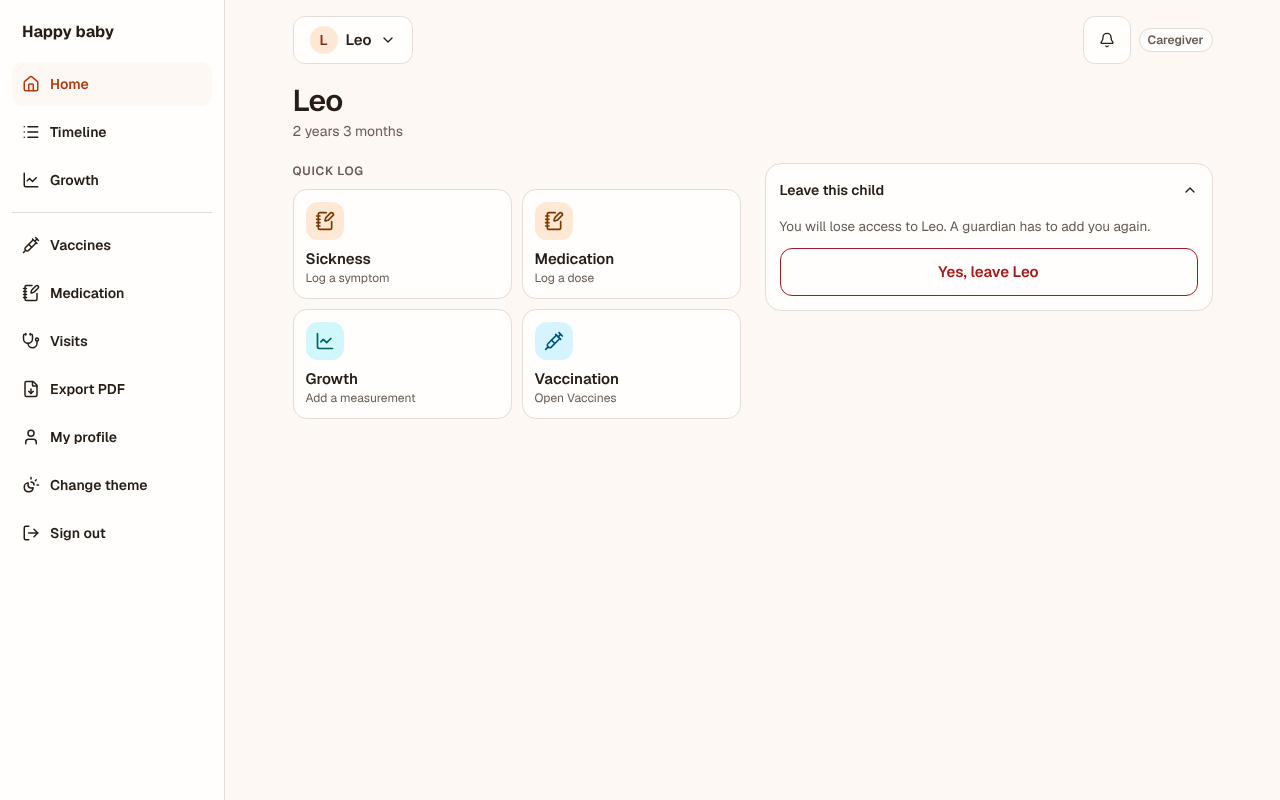 Happy baby
Home
Timeline
Growth
Vaccines
Medication
Visits
Export PDF
My profile
Change theme
Sign out
L Leo
Caregiver
Leo
2 years 3 months
QUICK LOG
Sickness
Log a symptom
Medication
Log a dose
Growth
Add a measurement
Vaccination
Open Vaccines
Leave this child
You will lose access to Leo. A guardian has to add you again.
Yes, leave Leo